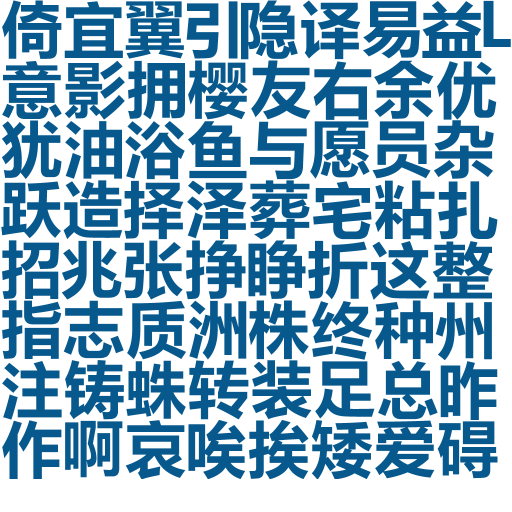 倚宜翼引隐译易益L
意影拥樱友右余优
犹油浴鱼与愿员杂
跃造择泽葬宅粘扎
招兆张挣睁折这整
指志质洲株终种州
注铸蛛转装足总昨
作啊哀唉挨矮爱碍